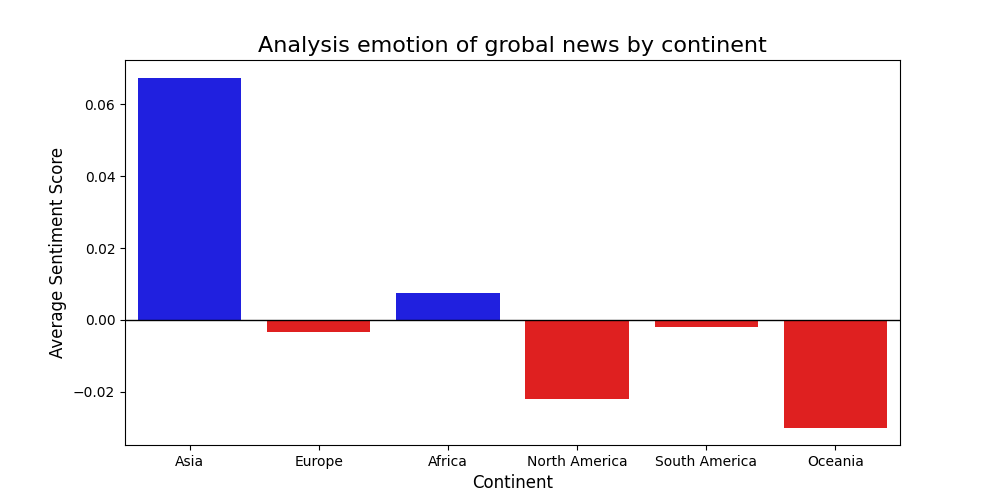 Analysis emotion of grobal news by continent
Average Sentiment Score
0.06
0.04
0.02
0.00
−0.02
Asia
Europe
Africa
North America
South America
Oceania
Continent